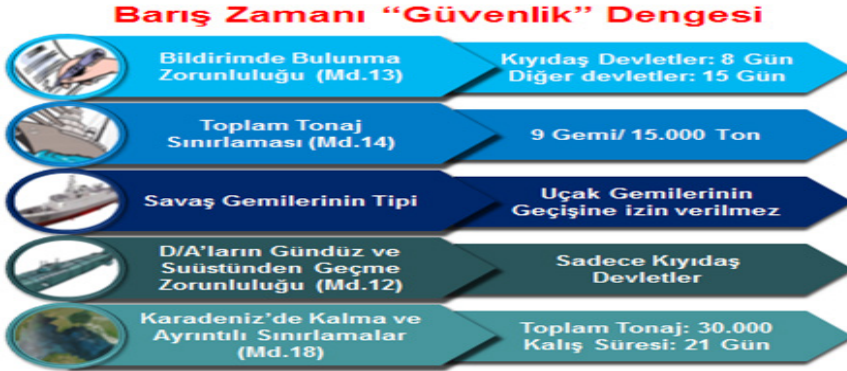 Barış Zamanı “Güvenlik” Dengesi
Bildirimde Bulunma
Zorunluluğu (Md.13)
Kıyıdaş Devletler: 8 Gün
Diğer devletler: 15 Gün
Toplam Tonaj
Sınırlaması (Md.14)
9 Gemi/ 15.000 Ton
Savaş Gemilerinin Tipi
Uçak Gemilerinin
Geçişine izin verilmez
D/A’ların Gündüz ve
Suüstünden Geçme
Zorunluluğu (Md.12)
Sadece Kıyıdaş
Devletler
Karadeniz’de Kalma ve
Ayrıntılı Sınırlamalar
(Md.18)
Toplam Tonaj: 30.000
Kalış Süresi: 21 Gün